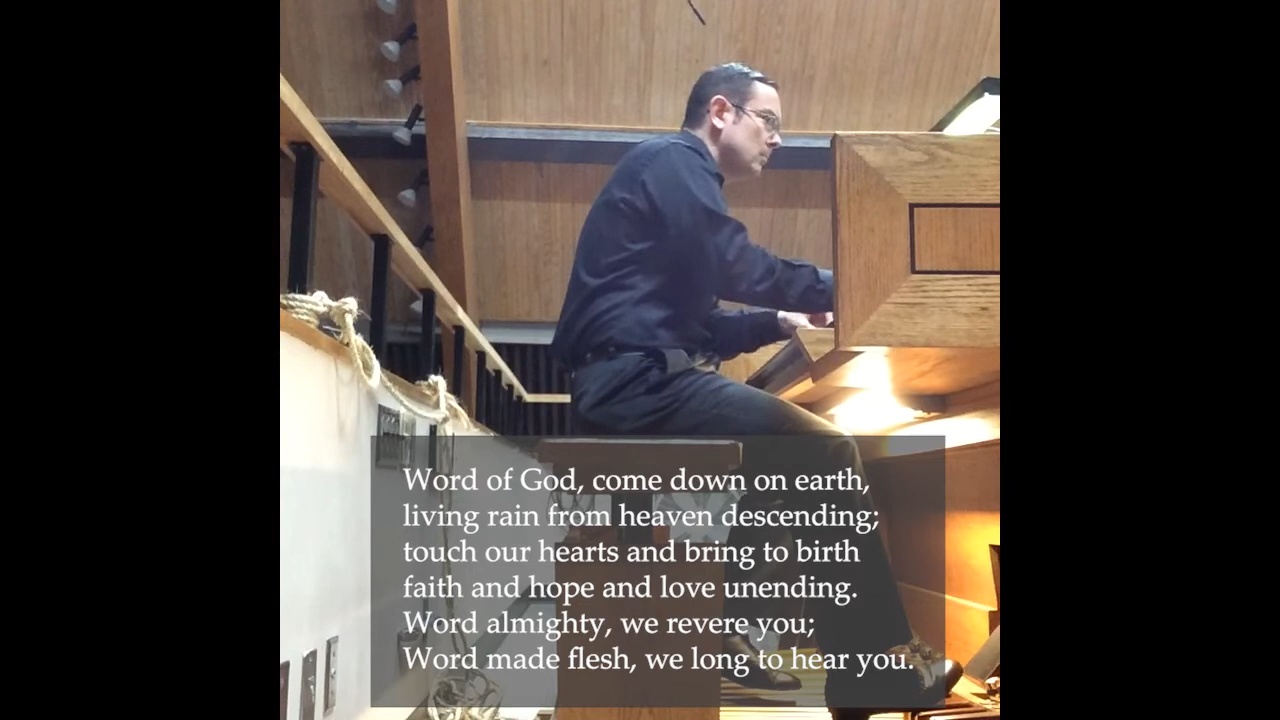 Word of God, come down on earth,
living rain from heaven descending;
touch our hearts and bring to birth
faith and hope and love unending.
Word almighty, we revere you;
Word made flesh, we long to hear you.